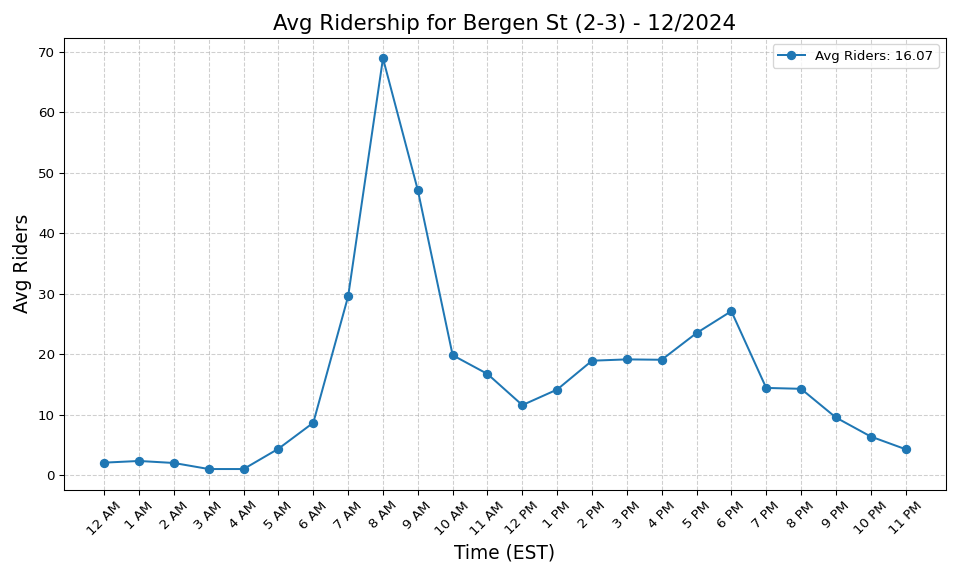 Avg Ridership for Bergen St (2-3) - 12/2024
Avg Riders: 16.07
Avg Riders
70
60
50
40
30
20
10
0
12 AM
1 AM
2 AM
3 AM
4 AM
5 AM
6 AM
7 AM
8 AM
9 AM
10 AM
11 AM
12 PM
1 PM
2 PM
3 PM
4 PM
5 PM
6 PM
7 PM
8 PM
9 PM
10 PM
11 PM
Time (EST)